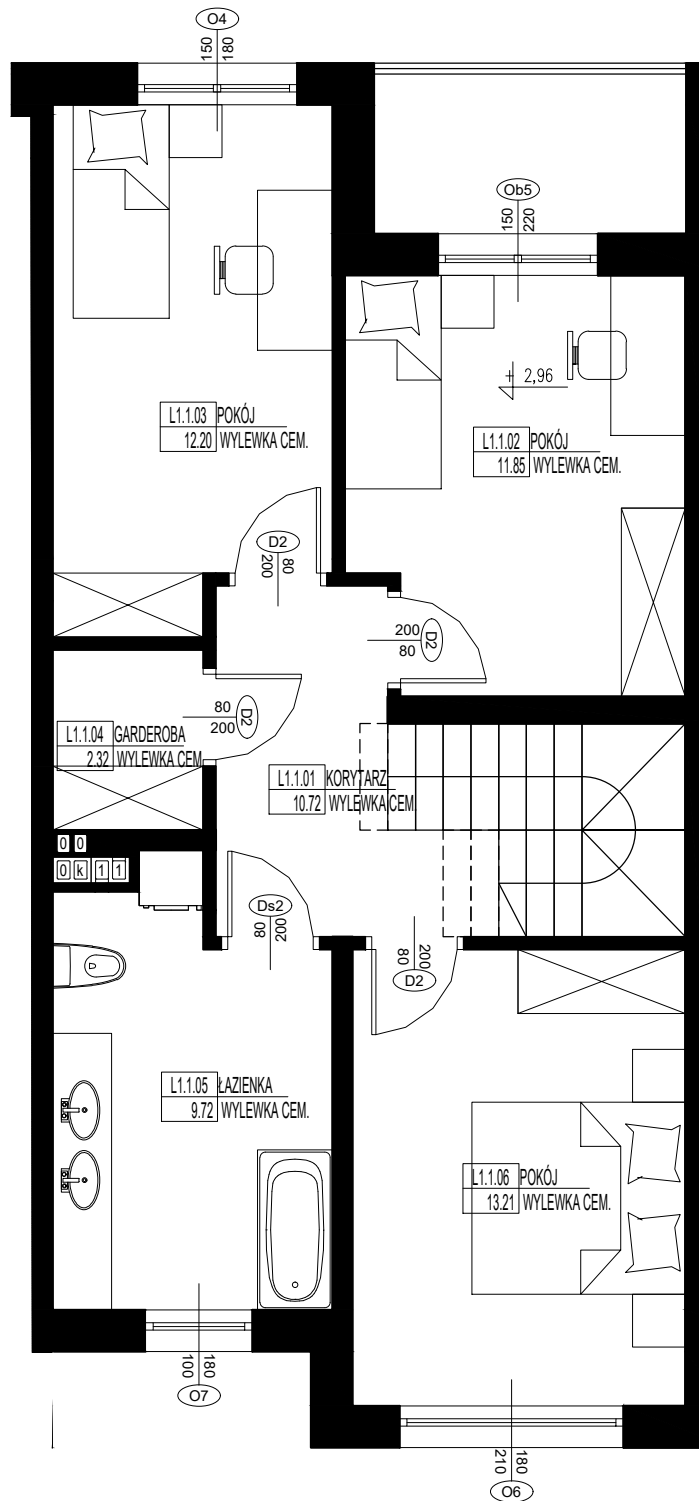 O4
150
180
Ob5
150
220
+ 2,96
L1.1.03 POKÓJ
12.20 WYLEWKA CEM.
L1.1.02 POKÓJ
11.85 WYLEWKA CEM.
D2
80
200
200
80
D2
80
200
D2
L1.1.04 GARDEROBA
2.32 WYLEWKA CEM.
L1.1.01 KORYTARZ
10.72 WYLEWKA CEM.
0 0
0 k 1 1
Ds2
200
80
200
80
D2
L1.1.05 ŁAZIENKA
9.72 WYLEWKA CEM.
L1.1.06 POKÓJ
13.21 WYLEWKA CEM.
180
100
O7
180
210
O6